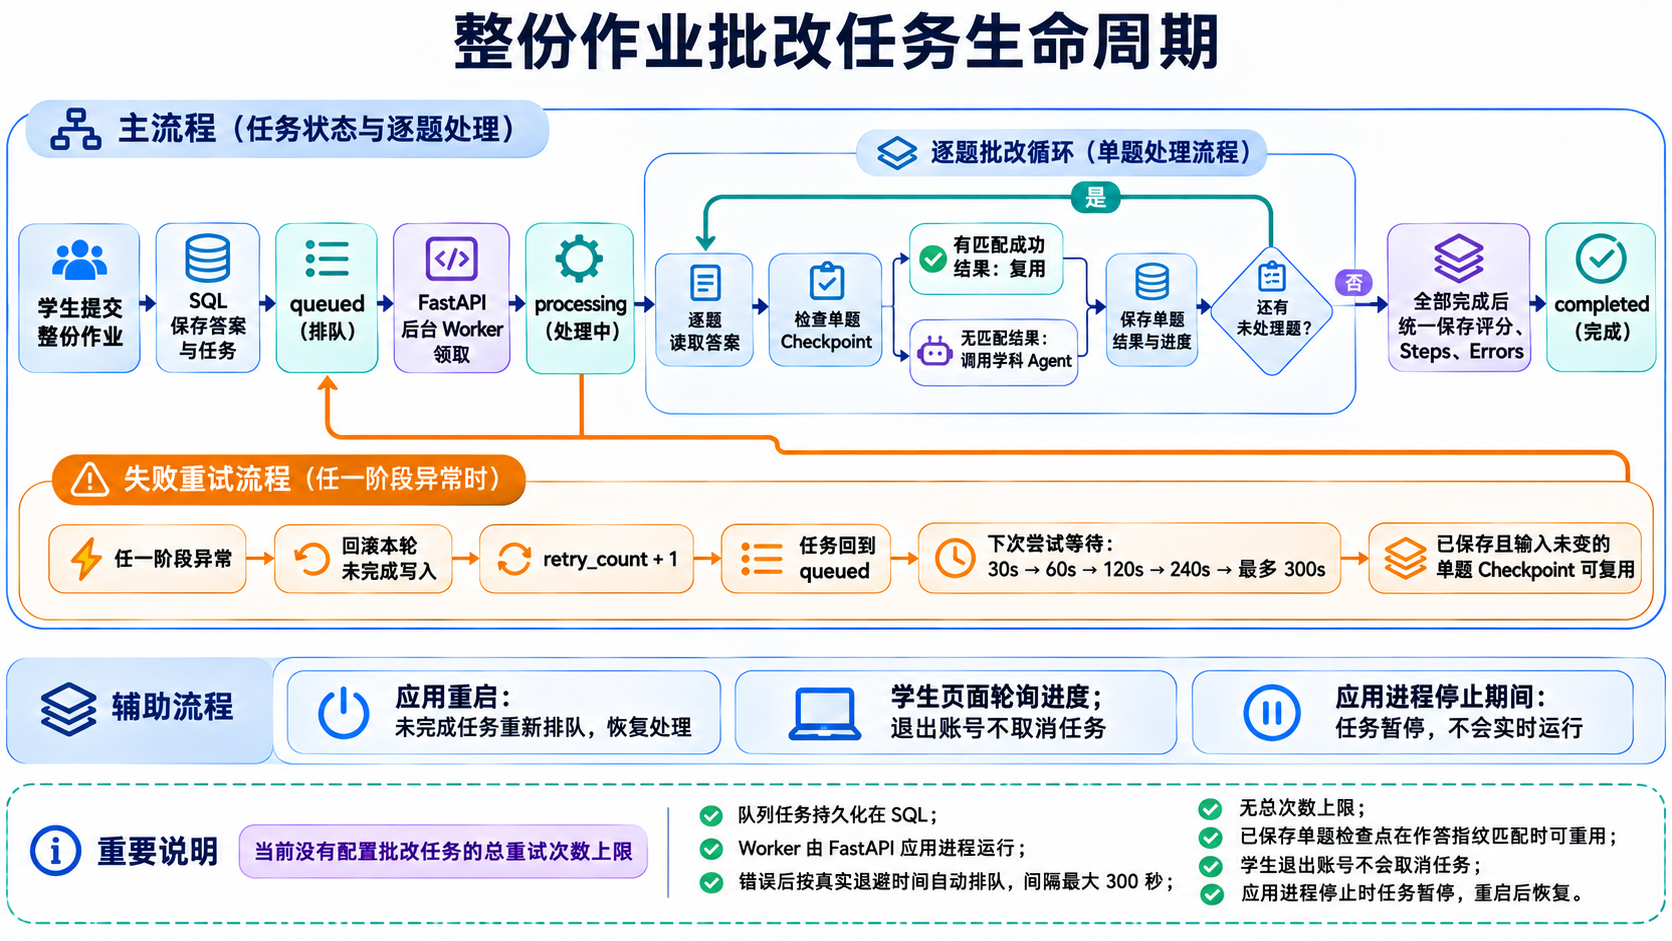 整份作业批改任务生命周期
主流程（任务状态与逐题处理）
逐题批改循环（单题处理流程）
是
学生提交
整份作业
SQL
保存答案
与任务
queued
（排队）
FastAPI
后台 Worker
领取
processing
（处理中）
逐题
读取答案
检查单题
Checkpoint
有匹配成功
结果：复用
无匹配结果：
调用学科 Agent
保存单题
结果与进度
还有
未处理题？
否
全部完成后
统一保存评分、
Steps、Errors
completed
（完成）
失败重试流程（任一阶段异常时）
任一阶段异常
回滚本轮
未完成写入
retry_count + 1
任务回到
queued
下次尝试等待：
30s → 60s → 120s → 240s → 最多 300s
已保存且输入未变的
单题 Checkpoint 可复用
辅助流程
应用重启：
未完成任务重新排队，恢复处理
学生页面轮询进度；
退出账号不取消任务
应用进程停止期间：
任务暂停，不会实时运行
重要说明
当前没有配置批改任务的总重试次数上限
队列任务持久化在 SQL；
Worker 由 FastAPI 应用进程运行；
错误后按真实退避时间自动排队，间隔最大 300 秒；
无总次数上限；
已保存单题检查点在作答指纹匹配时可重用；
学生退出账号不会取消任务；
应用进程停止时任务暂停，重启后恢复。